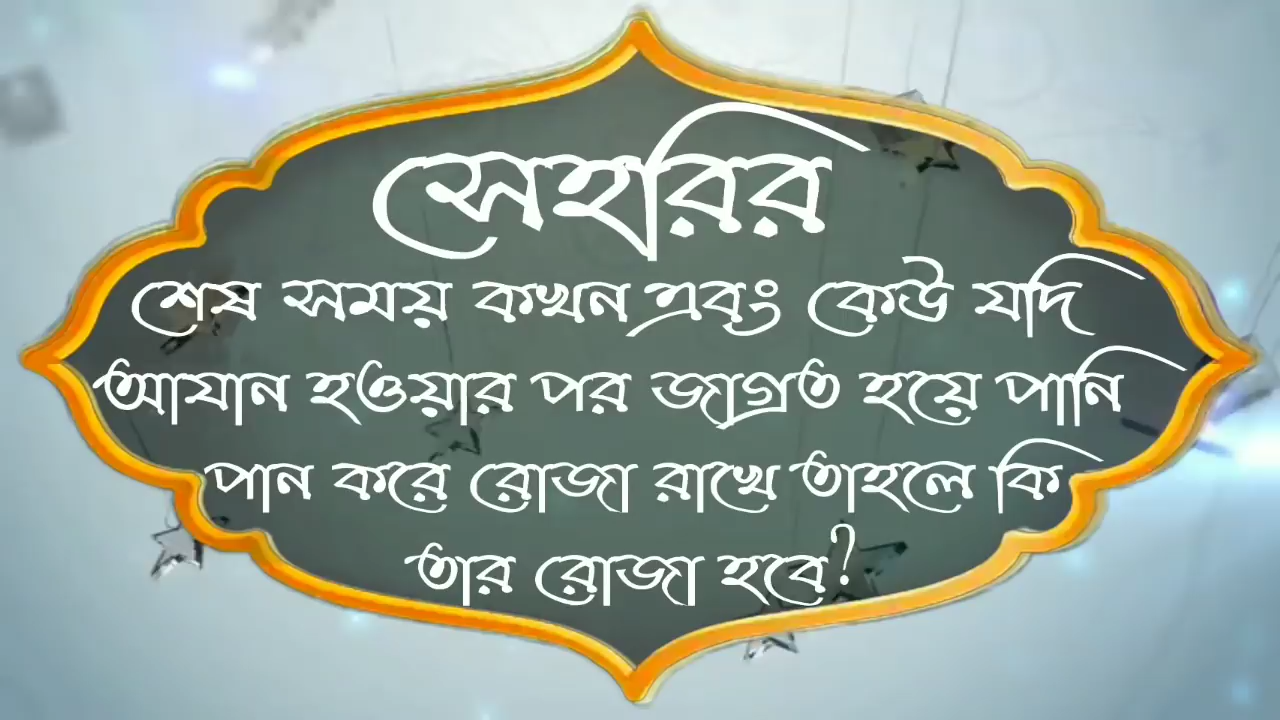 সেহরির
শেষ সময় কখন এবং কেউ যদি
আযান হওয়ার পর জাগ্রত হয়ে পানি
পান করে রোজা রাখে তাহলে কি
তার রোজা হবে?